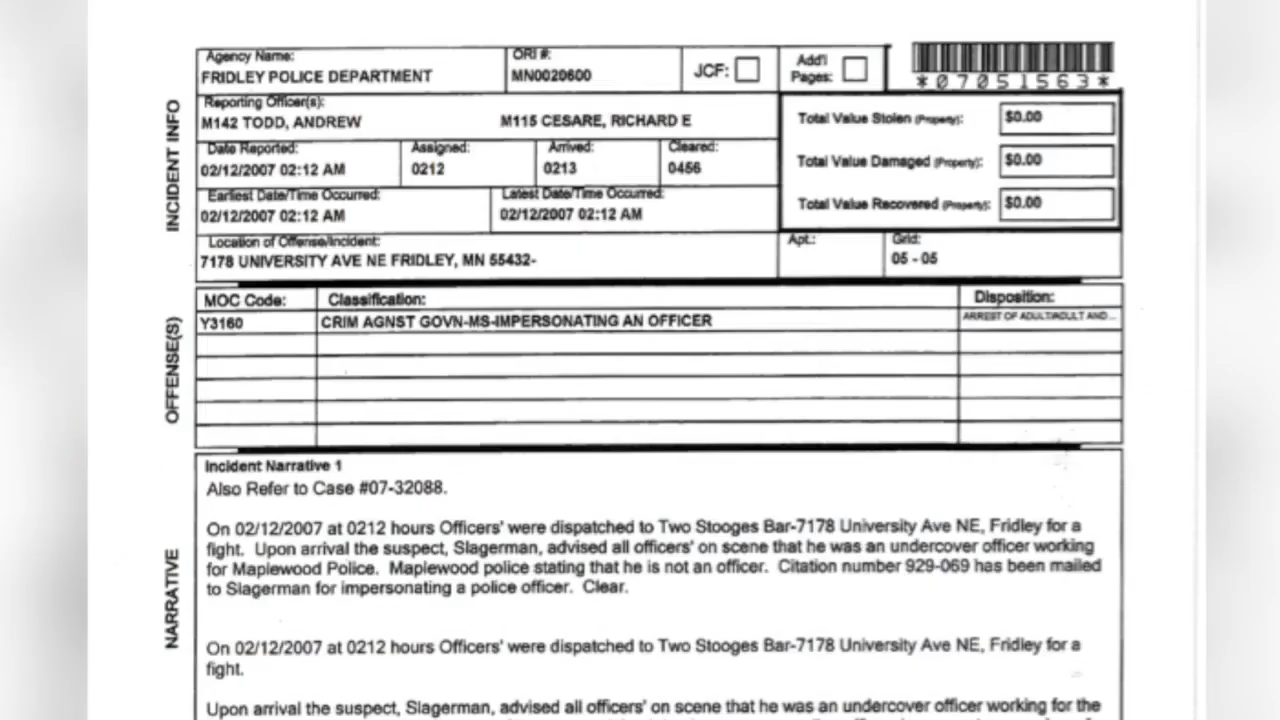 Agency Name:
FRIDLEY POLICE DEPARTMENT
ORI #:
MN0020600
JCF:
Add'l
Pages:
*07051563*
INCIDENT INFO
Reporting Officer(s):
M142 TODD, ANDREW
M115 CESARE, RICHARD E
Total Value Stolen (Property):
$0.00
Date Reported:
02/12/2007 02:12 AM
Assigned:
0212
Arrived:
0213
Cleared:
0456
Total Value Damaged (Property):
$0.00
Earliest Date/Time Occurred:
02/12/2007 02:12 AM
Latest Date/Time Occurred:
02/12/2007 02:12 AM
Total Value Recovered (Property):
$0.00
Location of Offense/Incident:
7178 UNIVERSITY AVE NE FRIDLEY, MN 55432-
Apt.:
Grid:
05 - 05
OFFENSE(S)
MOC Code:
Classification:
Disposition:
Y3160
CRIM AGNST GOVN-MS-IMPERSONATING AN OFFICER
ARREST OF ADULT/ADULT AND...
NARRATIVE
Incident Narrative 1
Also Refer to Case #07-32088.
On 02/12/2007 at 0212 hours Officers' were dispatched to Two Stooges Bar-7178 University Ave NE, Fridley for a
fight. Upon arrival the suspect, Slagerman, advised all officers' on scene that he was an undercover officer working
for Maplewood Police. Maplewood police stating that he is not an officer. Citation number 929-069 has been mailed
to Slagerman for impersonating a police officer. Clear.
On 02/12/2007 at 0212 hours Officers' were dispatched to Two Stooges Bar-7178 University Ave NE, Fridley for a
fight.
Upon arrival the suspect, Slagerman, advised all officers' on scene that he was an undercover officer working for the